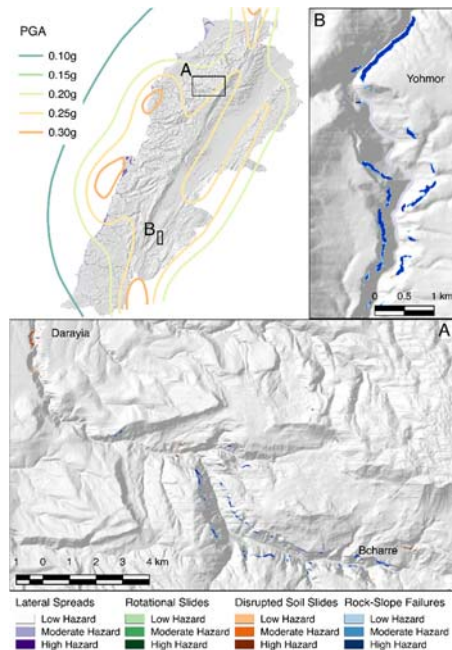 PGA
0.10g
0.15g
0.20g
0.25g
0.30g
A
B
B
Yohmor
0 0.5 1 km
A
Darayia
Bcharre
1 0 1 2 3 4 km
Lateral Spreads
Low Hazard
Moderate Hazard
High Hazard
Rotational Slides
Low Hazard
Moderate Hazard
High Hazard
Disrupted Soil Slides
Low Hazard
Moderate Hazard
High Hazard
Rock-Slope Failures
Low Hazard
Moderate Hazard
High Hazard